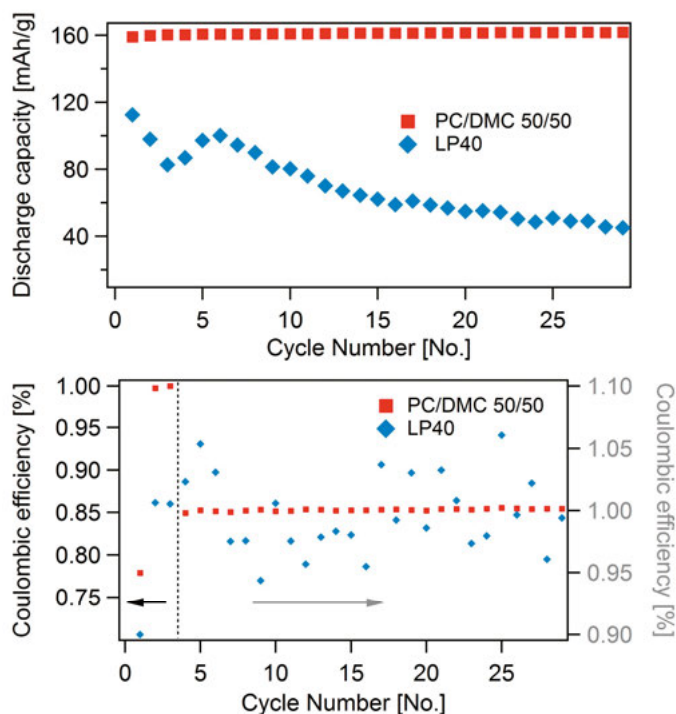 Discharge capacity [mAh/g]
160
120
80
40
PC/DMC 50/50
LP40
0 5 10 15 20 25
Cycle Number [No.]
Coulombic efficiency [%]
1.00
0.95
0.90
0.85
0.80
0.75
PC/DMC 50/50
LP40
1.10
1.05
1.00
0.95
0.90
Coulombic efficiency [%]
0 5 10 15 20 25
Cycle Number [No.]